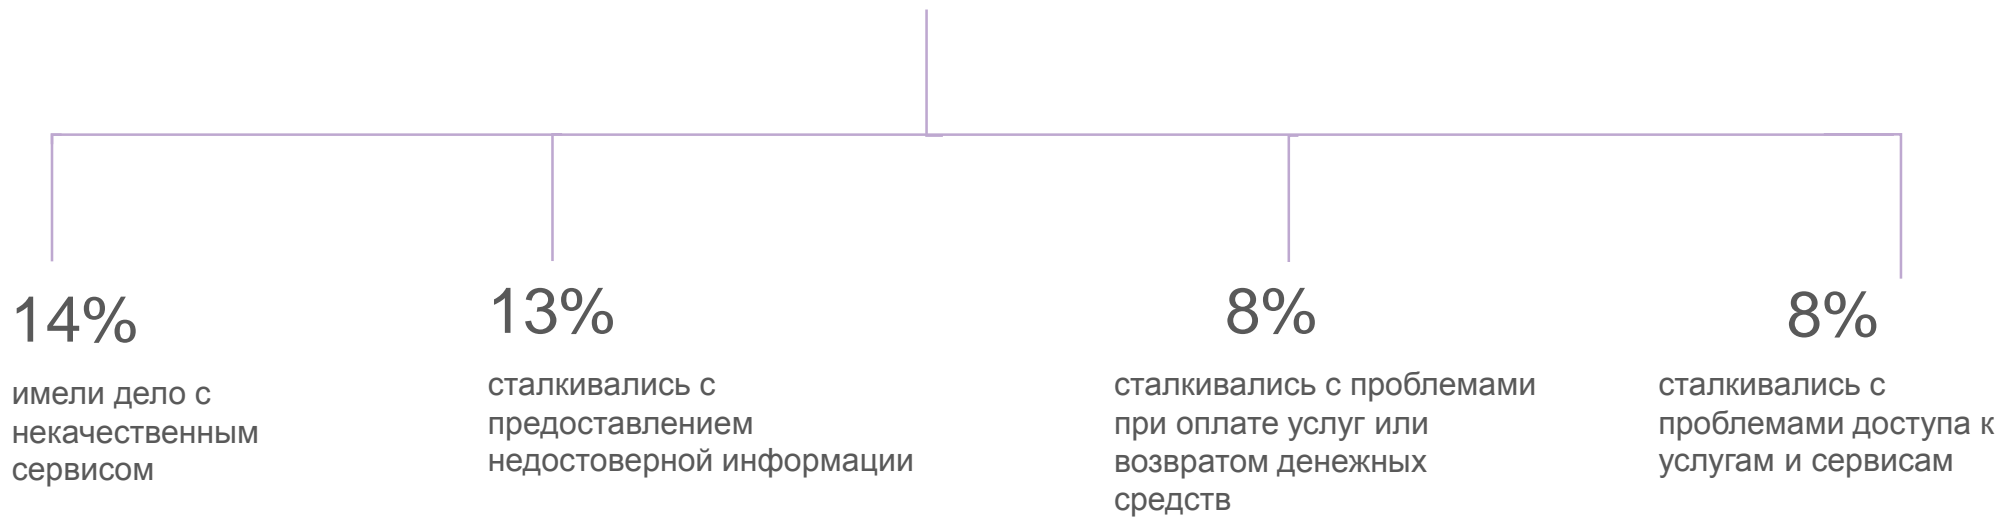 14%
имели дело с
некачественным
сервисом
13%
сталкивались с
предоставлением
недостоверной информации
8%
сталкивались с проблемами
при оплате услуг или
возвратом денежных
средств
8%
сталкивались с
проблемами доступа к
услугам и сервисам